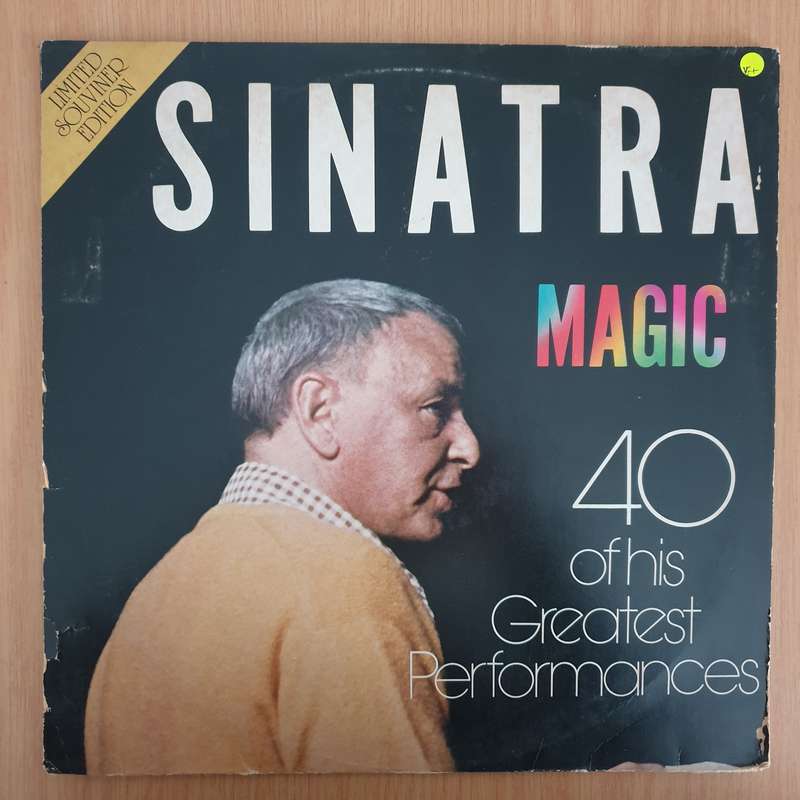 LIMITED
SOUVINER
EDITION
SINATRA
MAGIC
40
of his
Greatest
Performances